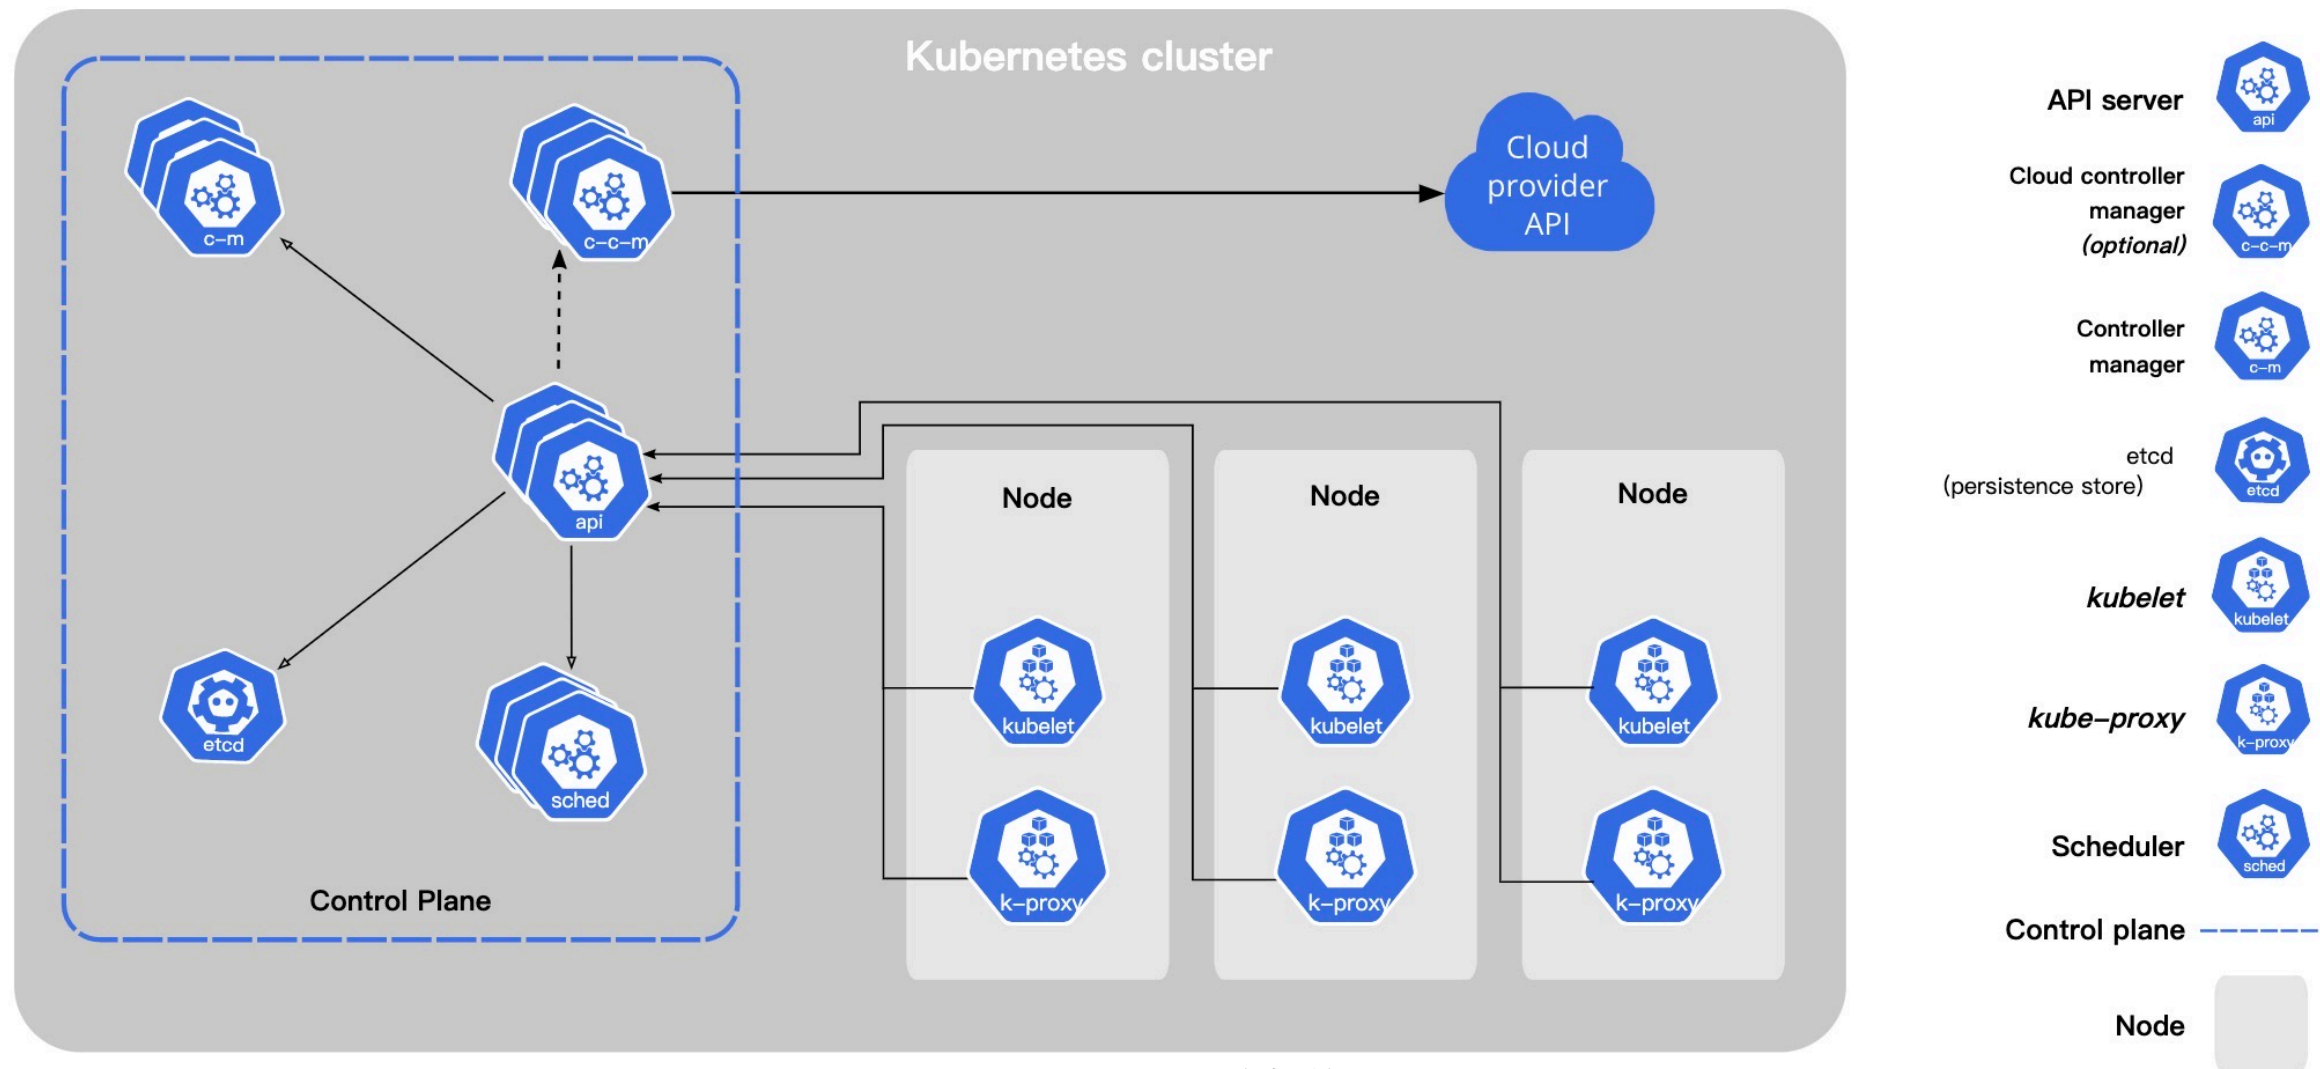 Kubernetes cluster
c-m
c-c-m
Cloud
provider
API
api
etcd
sched
Control Plane
Node
kubelet
k-proxy
Node
kubelet
k-proxy
Node
kubelet
k-proxy
API server
api
Cloud controller
manager
(optional)
c-c-m
Controller
manager
c-m
etcd
(persistence store)
etcd
kubelet
kubelet
kube-proxy
k-proxy
Scheduler
sched
Control plane
Node